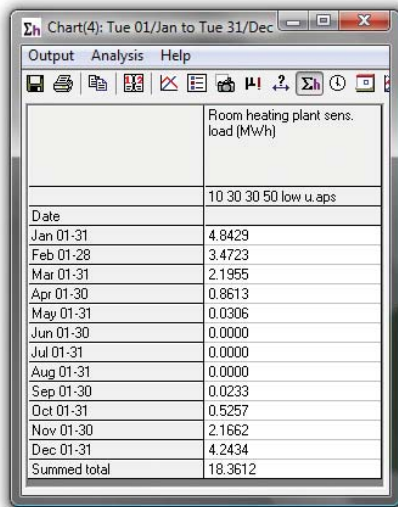 Σh Chart(4): Tue 01/Jan to Tue 31/Dec
Output Analysis Help
Σh
Room heating plant sens.
load (MWh)
10 30 30 50 low u.aps
Date
Jan 01-31 4.8429
Feb 01-28 3.4723
Mar 01-31 2.1955
Apr 01-30 0.8613
May 01-31 0.0306
Jun 01-30 0.0000
Jul 01-31 0.0000
Aug 01-31 0.0000
Sep 01-30 0.0233
Oct 01-31 0.5257
Nov 01-30 2.1662
Dec 01-31 4.2434
Summed total 18.3612